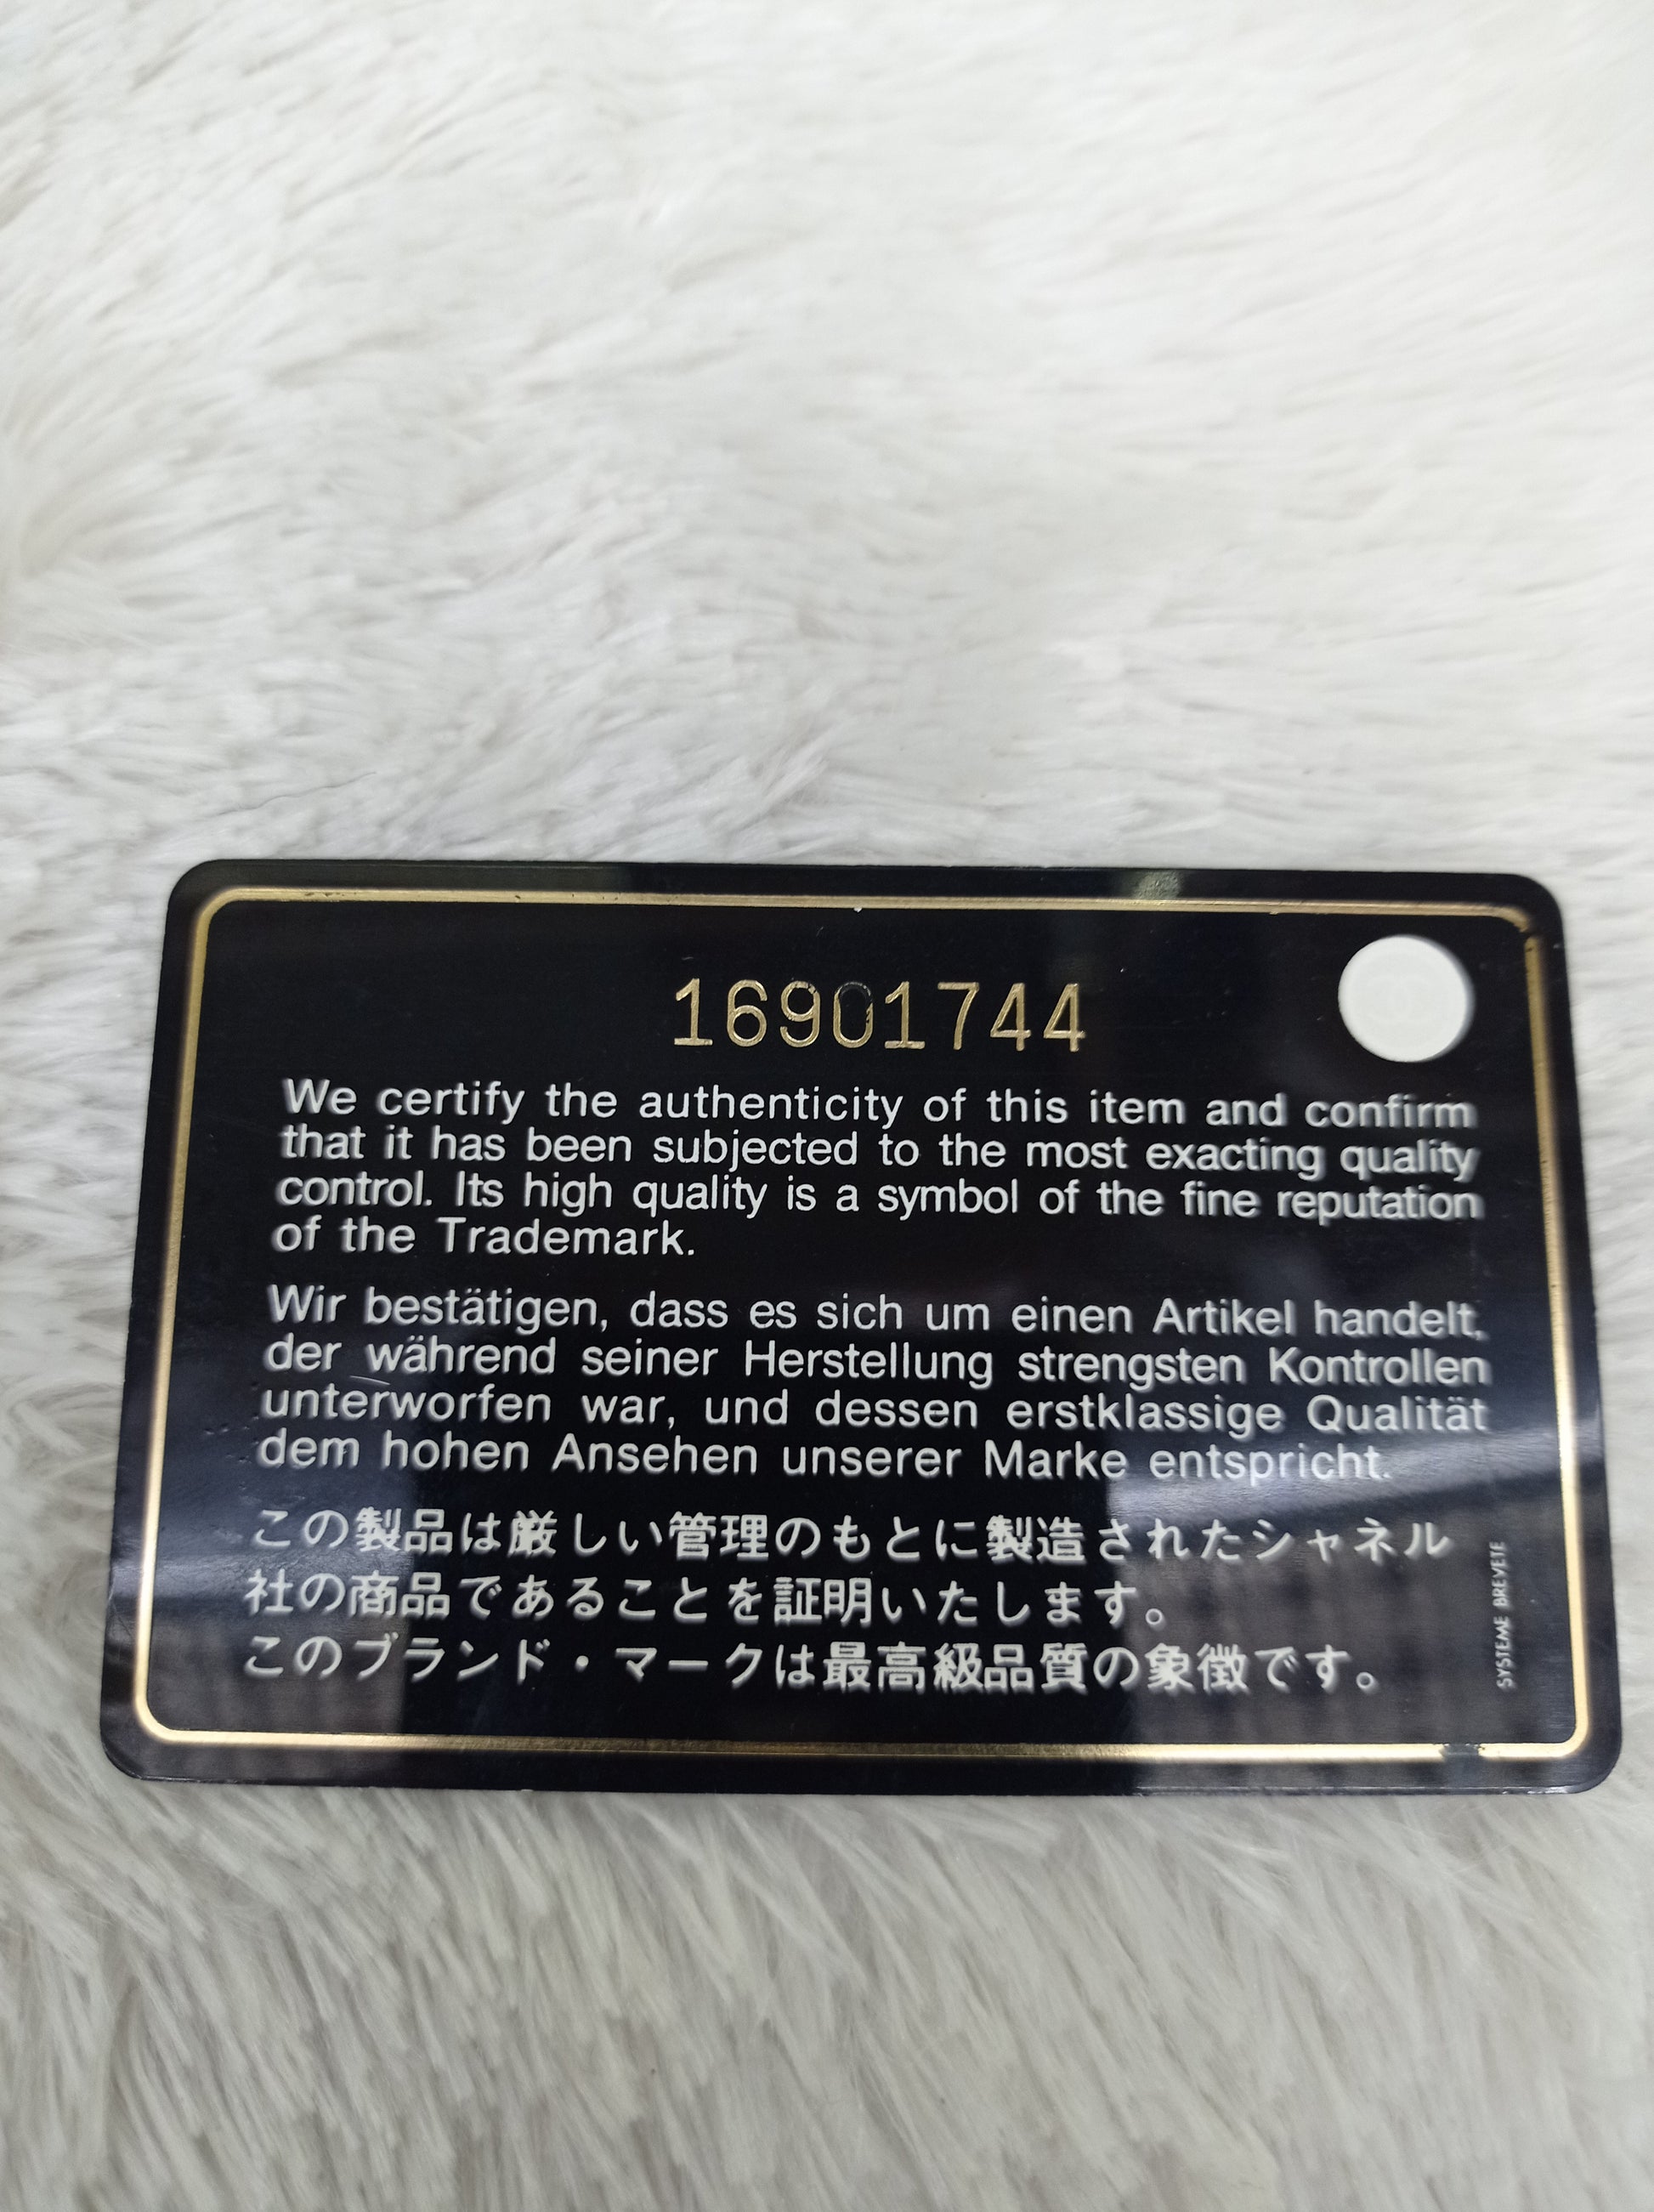 16901744
We certify the authenticity of this item and confirm
that it has been subjected to the most exacting quality
control. Its high quality is a symbol of the fine reputation
of the Trademark.
Wir bestätigen, dass es sich um einen Artikel handelt,
der während seiner Herstellung strengsten Kontrollen
unterworfen war, und dessen erstklassige Qualität
dem hohen Ansehen unserer Marke entspricht.
この製品は厳しい管理のもとに製造されたシャネル
社の商品であることを証明いたします。
このブランド・マークは最高級品質の象徴です。
SYSTEME BREVETE